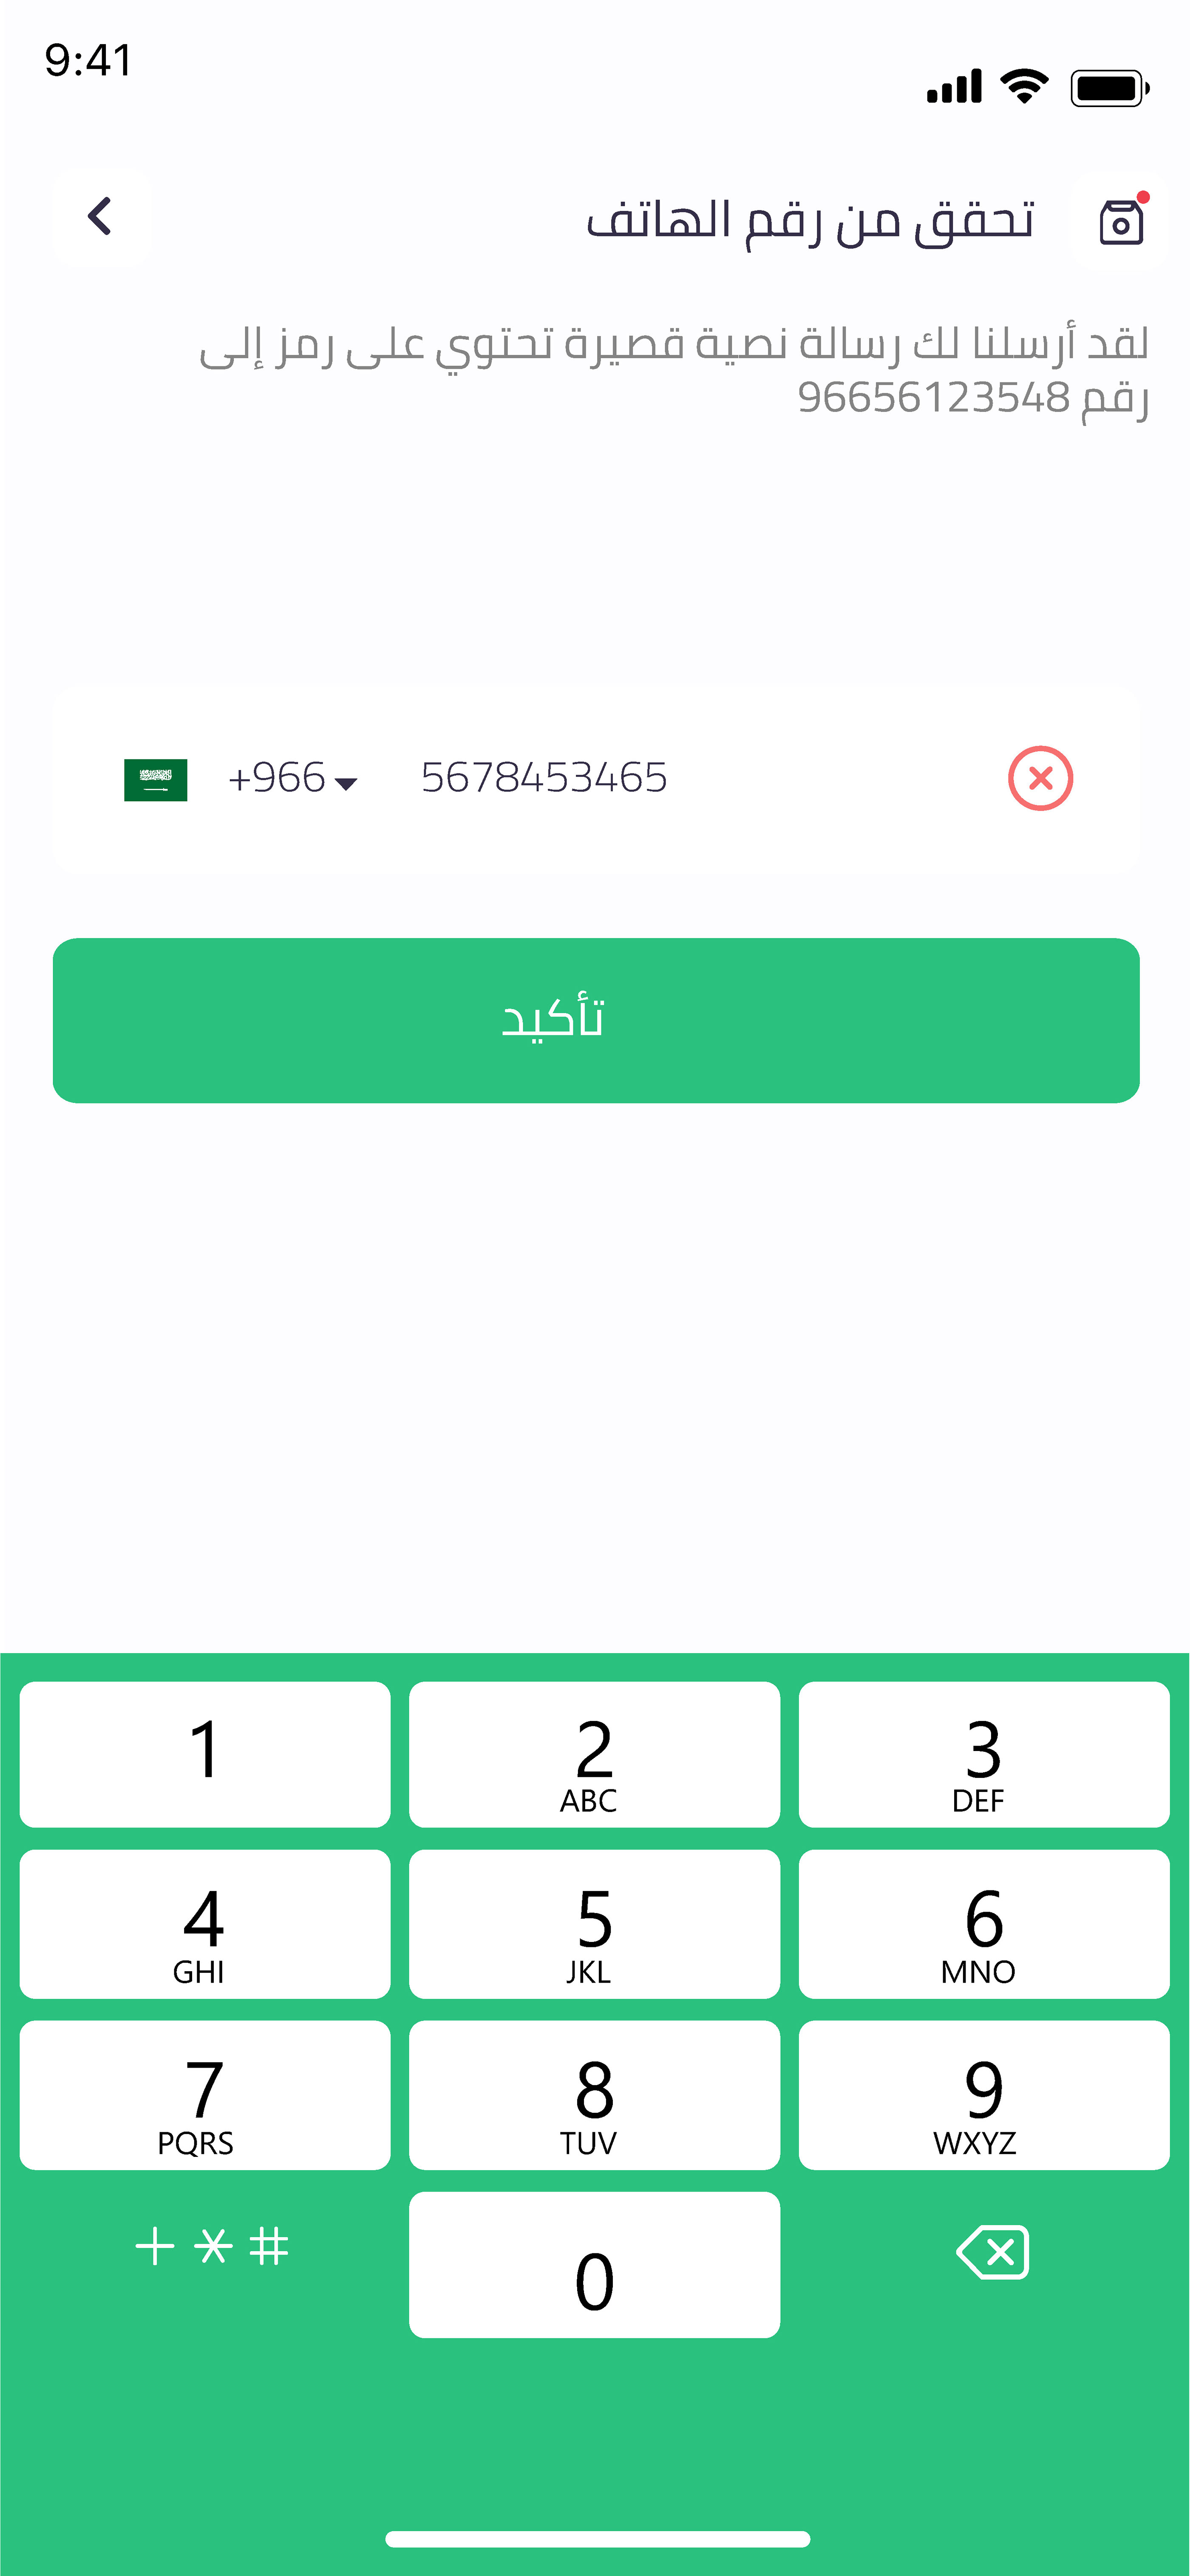 9:41
تحقق من رقم الهاتف
لقد أرسلنا لك رسالة نصية قصيرة تحتوي على رمز إلى
رقم 96656123548
+966 5678453465
تأكيد
1 2 3
ABC DEF
4 5 6
GHI JKL MNO
7 8 9
PQRS TUV WXYZ
+ * # 0